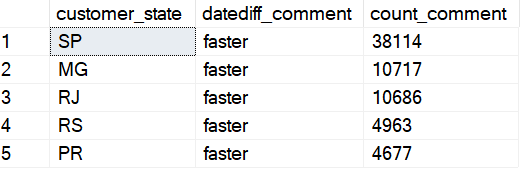 customer_state datediff_comment count_comment
1 SP faster 38114
2 MG faster 10717
3 RJ faster 10686
4 RS faster 4963
5 PR faster 4677